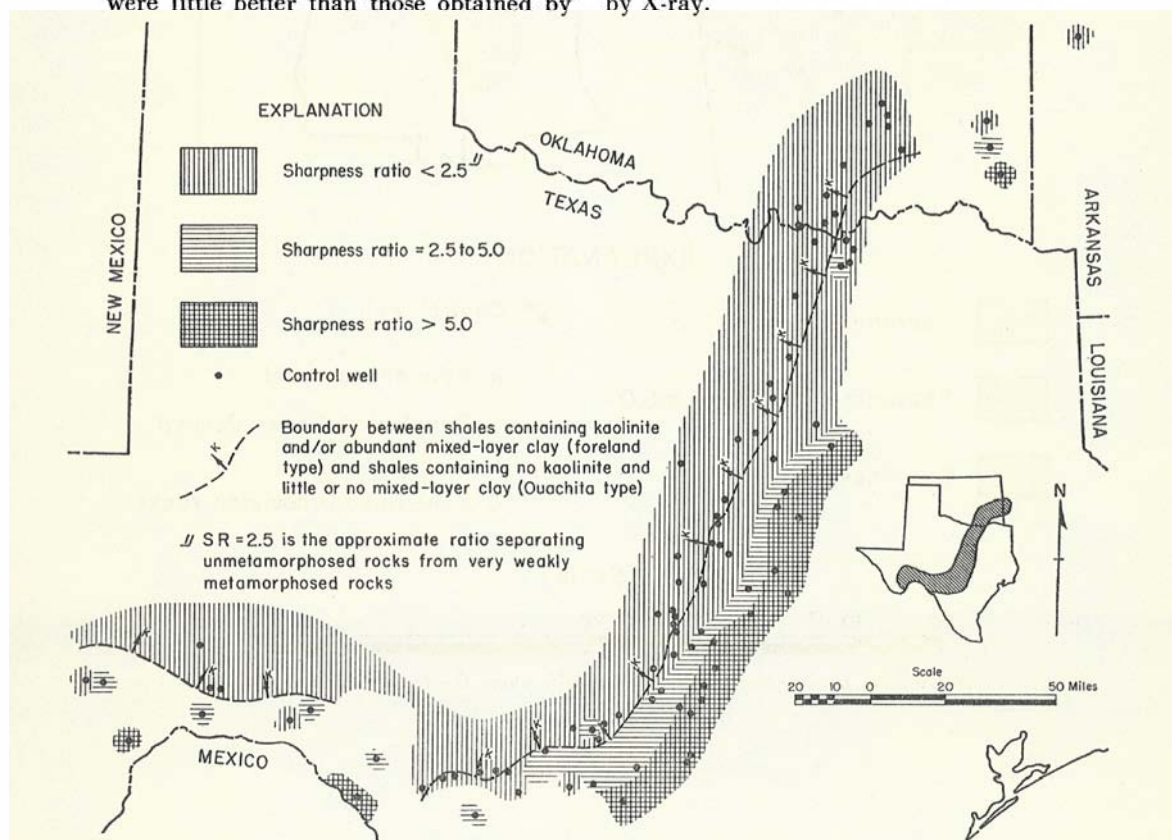 were little better than those obtained by by X-ray.
EXPLANATION
Sharpness ratio < 2.5 ⅟
Sharpness ratio = 2.5 to 5.0
Sharpness ratio > 5.0
Control well
K
Boundary between shales containing kaolinite
and/or abundant mixed-layer clay (foreland
type) and shales containing no kaolinite and
little or no mixed-layer clay (Ouachita type)
SR = 2.5 is the approximate ratio separating
unmetamorphosed rocks from very weakly
metamorphosed rocks
NEW MEXICO
OKLAHOMA
TEXAS
ARKANSAS
LOUISIANA
K
K
K
K
K
K
K
K
K
K
K
MEXICO
N
Scale
20 10 0 20 50 Miles